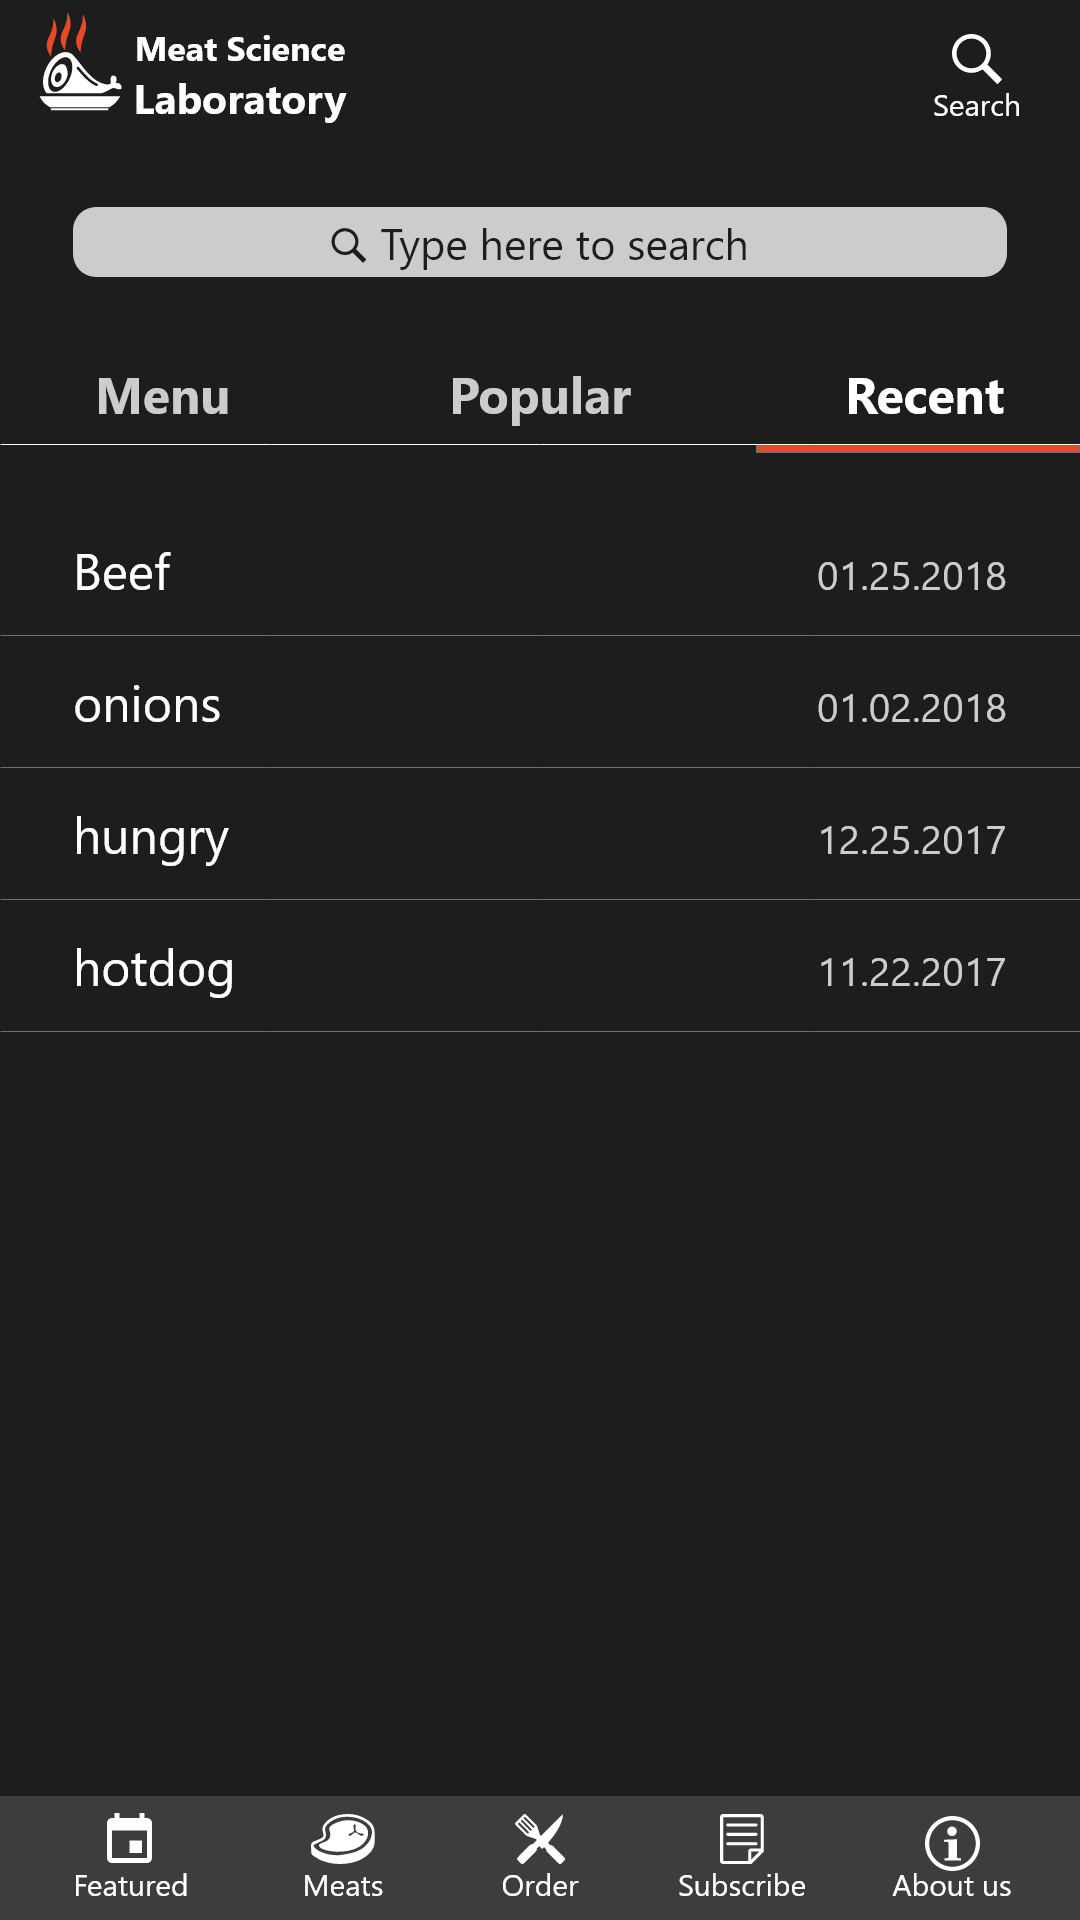 Meat Science
Laboratory
Search
Type here to search
Menu Popular Recent
Beef 01.25.2018
onions 01.02.2018
hungry 12.25.2017
hotdog 11.22.2017
Featured Meats Order Subscribe About us